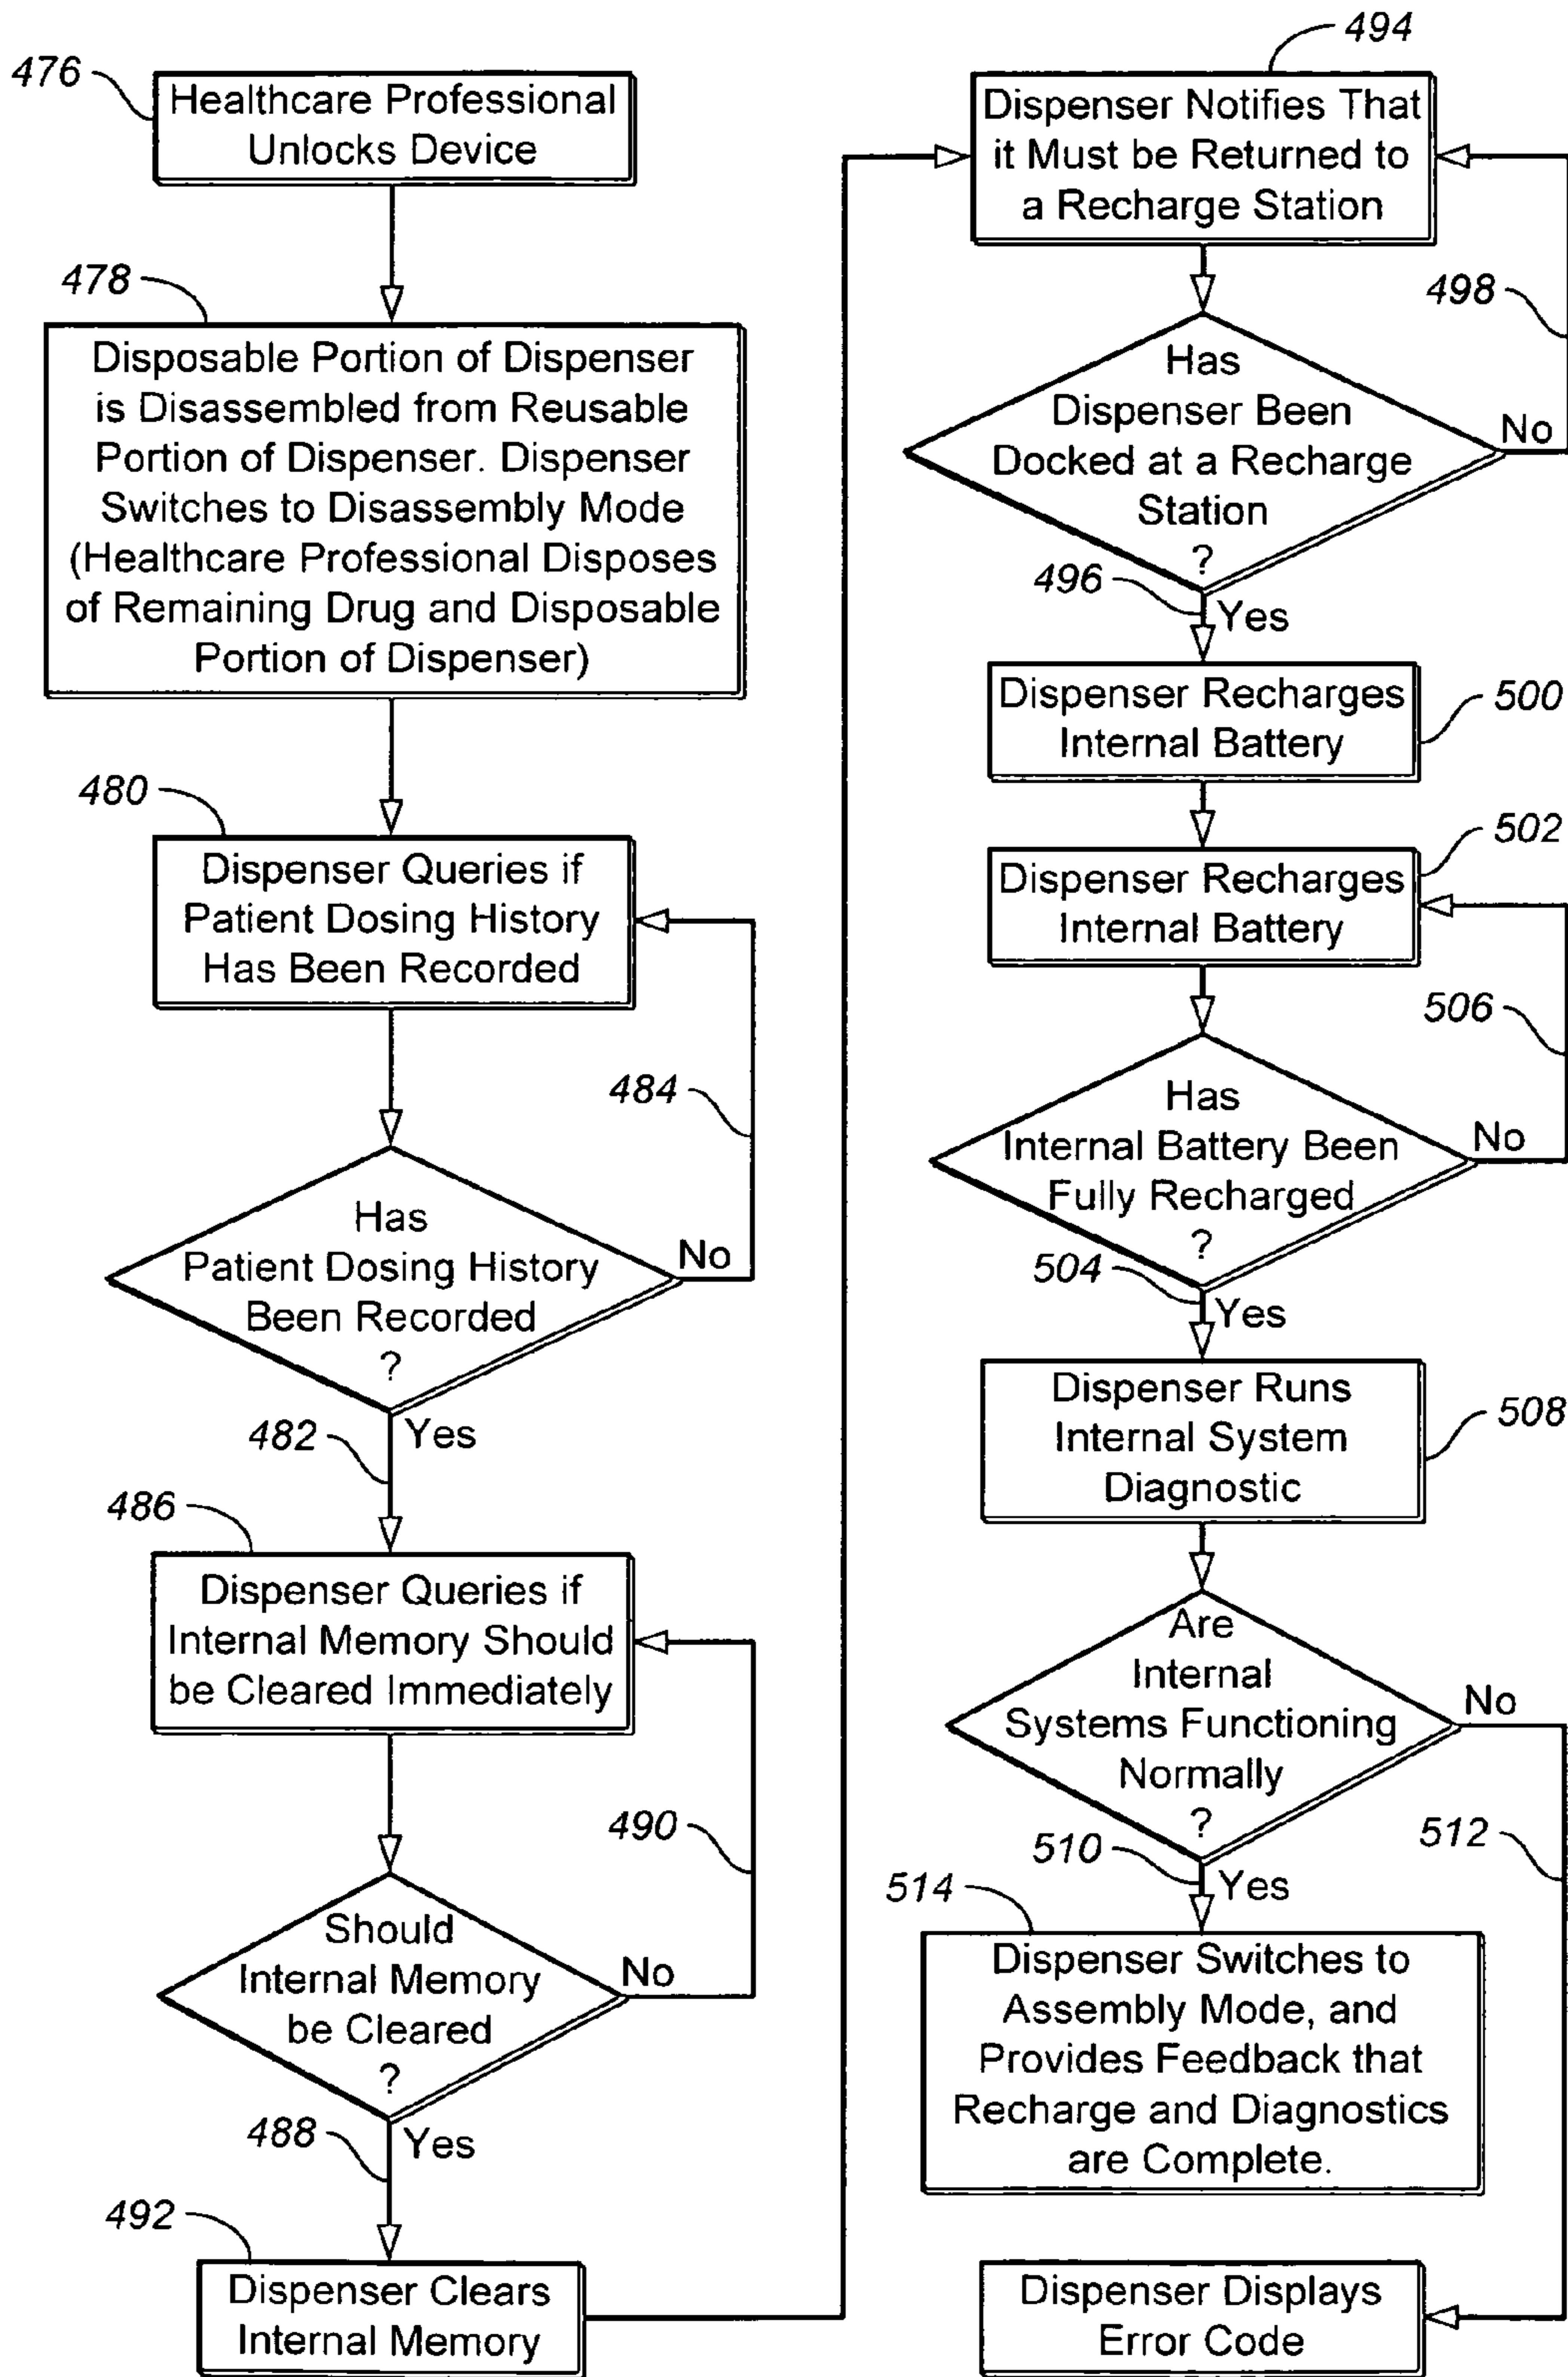 476
Healthcare Professional
Unlocks Device
478
Disposable Portion of Dispenser
is Disassembled from Reusable
Portion of Dispenser. Dispenser
Switches to Disassembly Mode
(Healthcare Professional Disposes
of Remaining Drug and Disposable
Portion of Dispenser)
480
Dispenser Queries if
Patient Dosing History
Has Been Recorded
484
Has
Patient Dosing History
Been Recorded
?
No
482
Yes
486
Dispenser Queries if
Internal Memory Should
be Cleared Immediately
490
Should
Internal Memory
be Cleared
?
No
488
Yes
492
Dispenser Clears
Internal Memory
494
Dispenser Notifies That
it Must be Returned to
a Recharge Station
498
Has
Dispenser Been
Docked at a Recharge
Station
?
No
496
Yes
Dispenser Recharges
Internal Battery
500
502
Dispenser Recharges
Internal Battery
506
Has
Internal Battery Been
Fully Recharged
?
No
504
Yes
Dispenser Runs
Internal System
Diagnostic
508
Are
Internal
Systems Functioning
Normally
?
No
512
510
Yes
514
Dispenser Switches to
Assembly Mode, and
Provides Feedback that
Recharge and Diagnostics
are Complete.
Dispenser Displays
Error Code